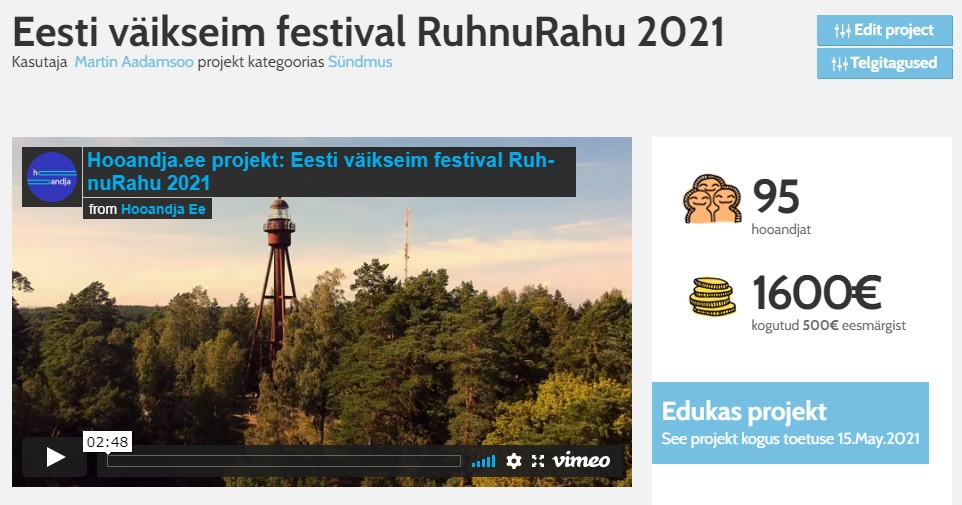 Eesti väikseim festival RuhnuRahu 2021
Kasutaja Martin Aadamsoo projekt kategoorias Sündmus
Edit project
Telgitagused
h
andja
Hooandja.ee projekt: Eesti väikseim festival Ruh-
nuRahu 2021
from Hooandja Ee
02:48
vimeo
95
hooandjat
1600€
kogutud 500€ eesmärgist
Edukas projekt
See projekt kogus toetuse 15.May.2021